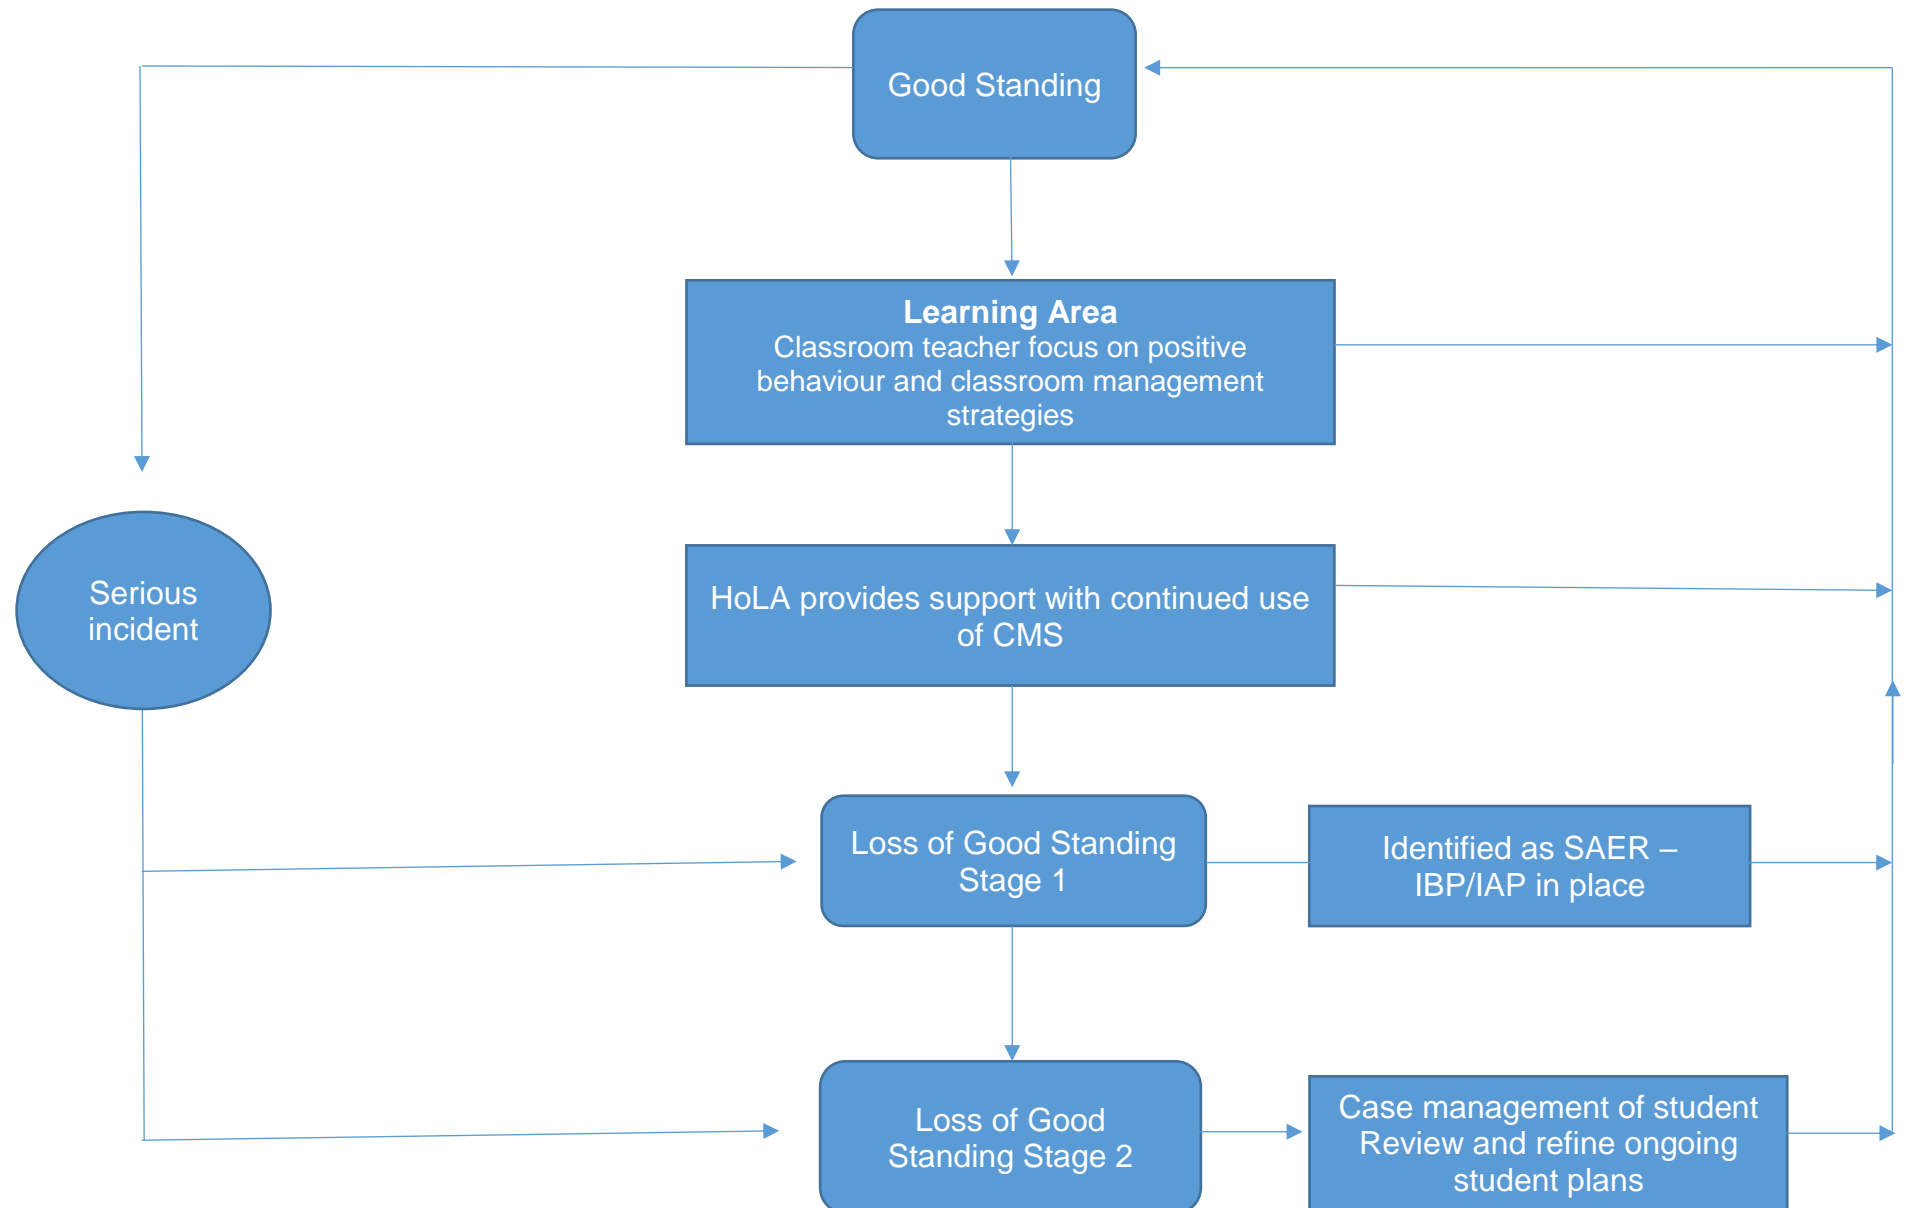 Good Standing
Learning Area
Classroom teacher focus on positive
behaviour and classroom management
strategies
Serious
incident
HoLA provides support with continued use
of CMS
Loss of Good Standing
Stage 1
Identified as SAER –
IBP/IAP in place
Loss of Good
Standing Stage 2
Case management of student
Review and refine ongoing
student plans